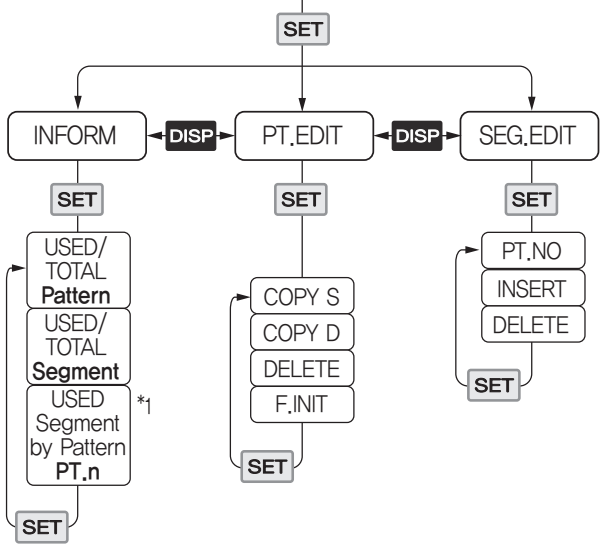 SET
INFORM
DISP
PT.EDIT
DISP
SEG.EDIT
SET
SET
SET
USED/
TOTAL
Pattern
USED/
TOTAL
Segment
USED
Segment
by Pattern
PT.n
*1
SET
COPY S
COPY D
DELETE
F.INIT
SET
PT.NO
INSERT
DELETE
SET